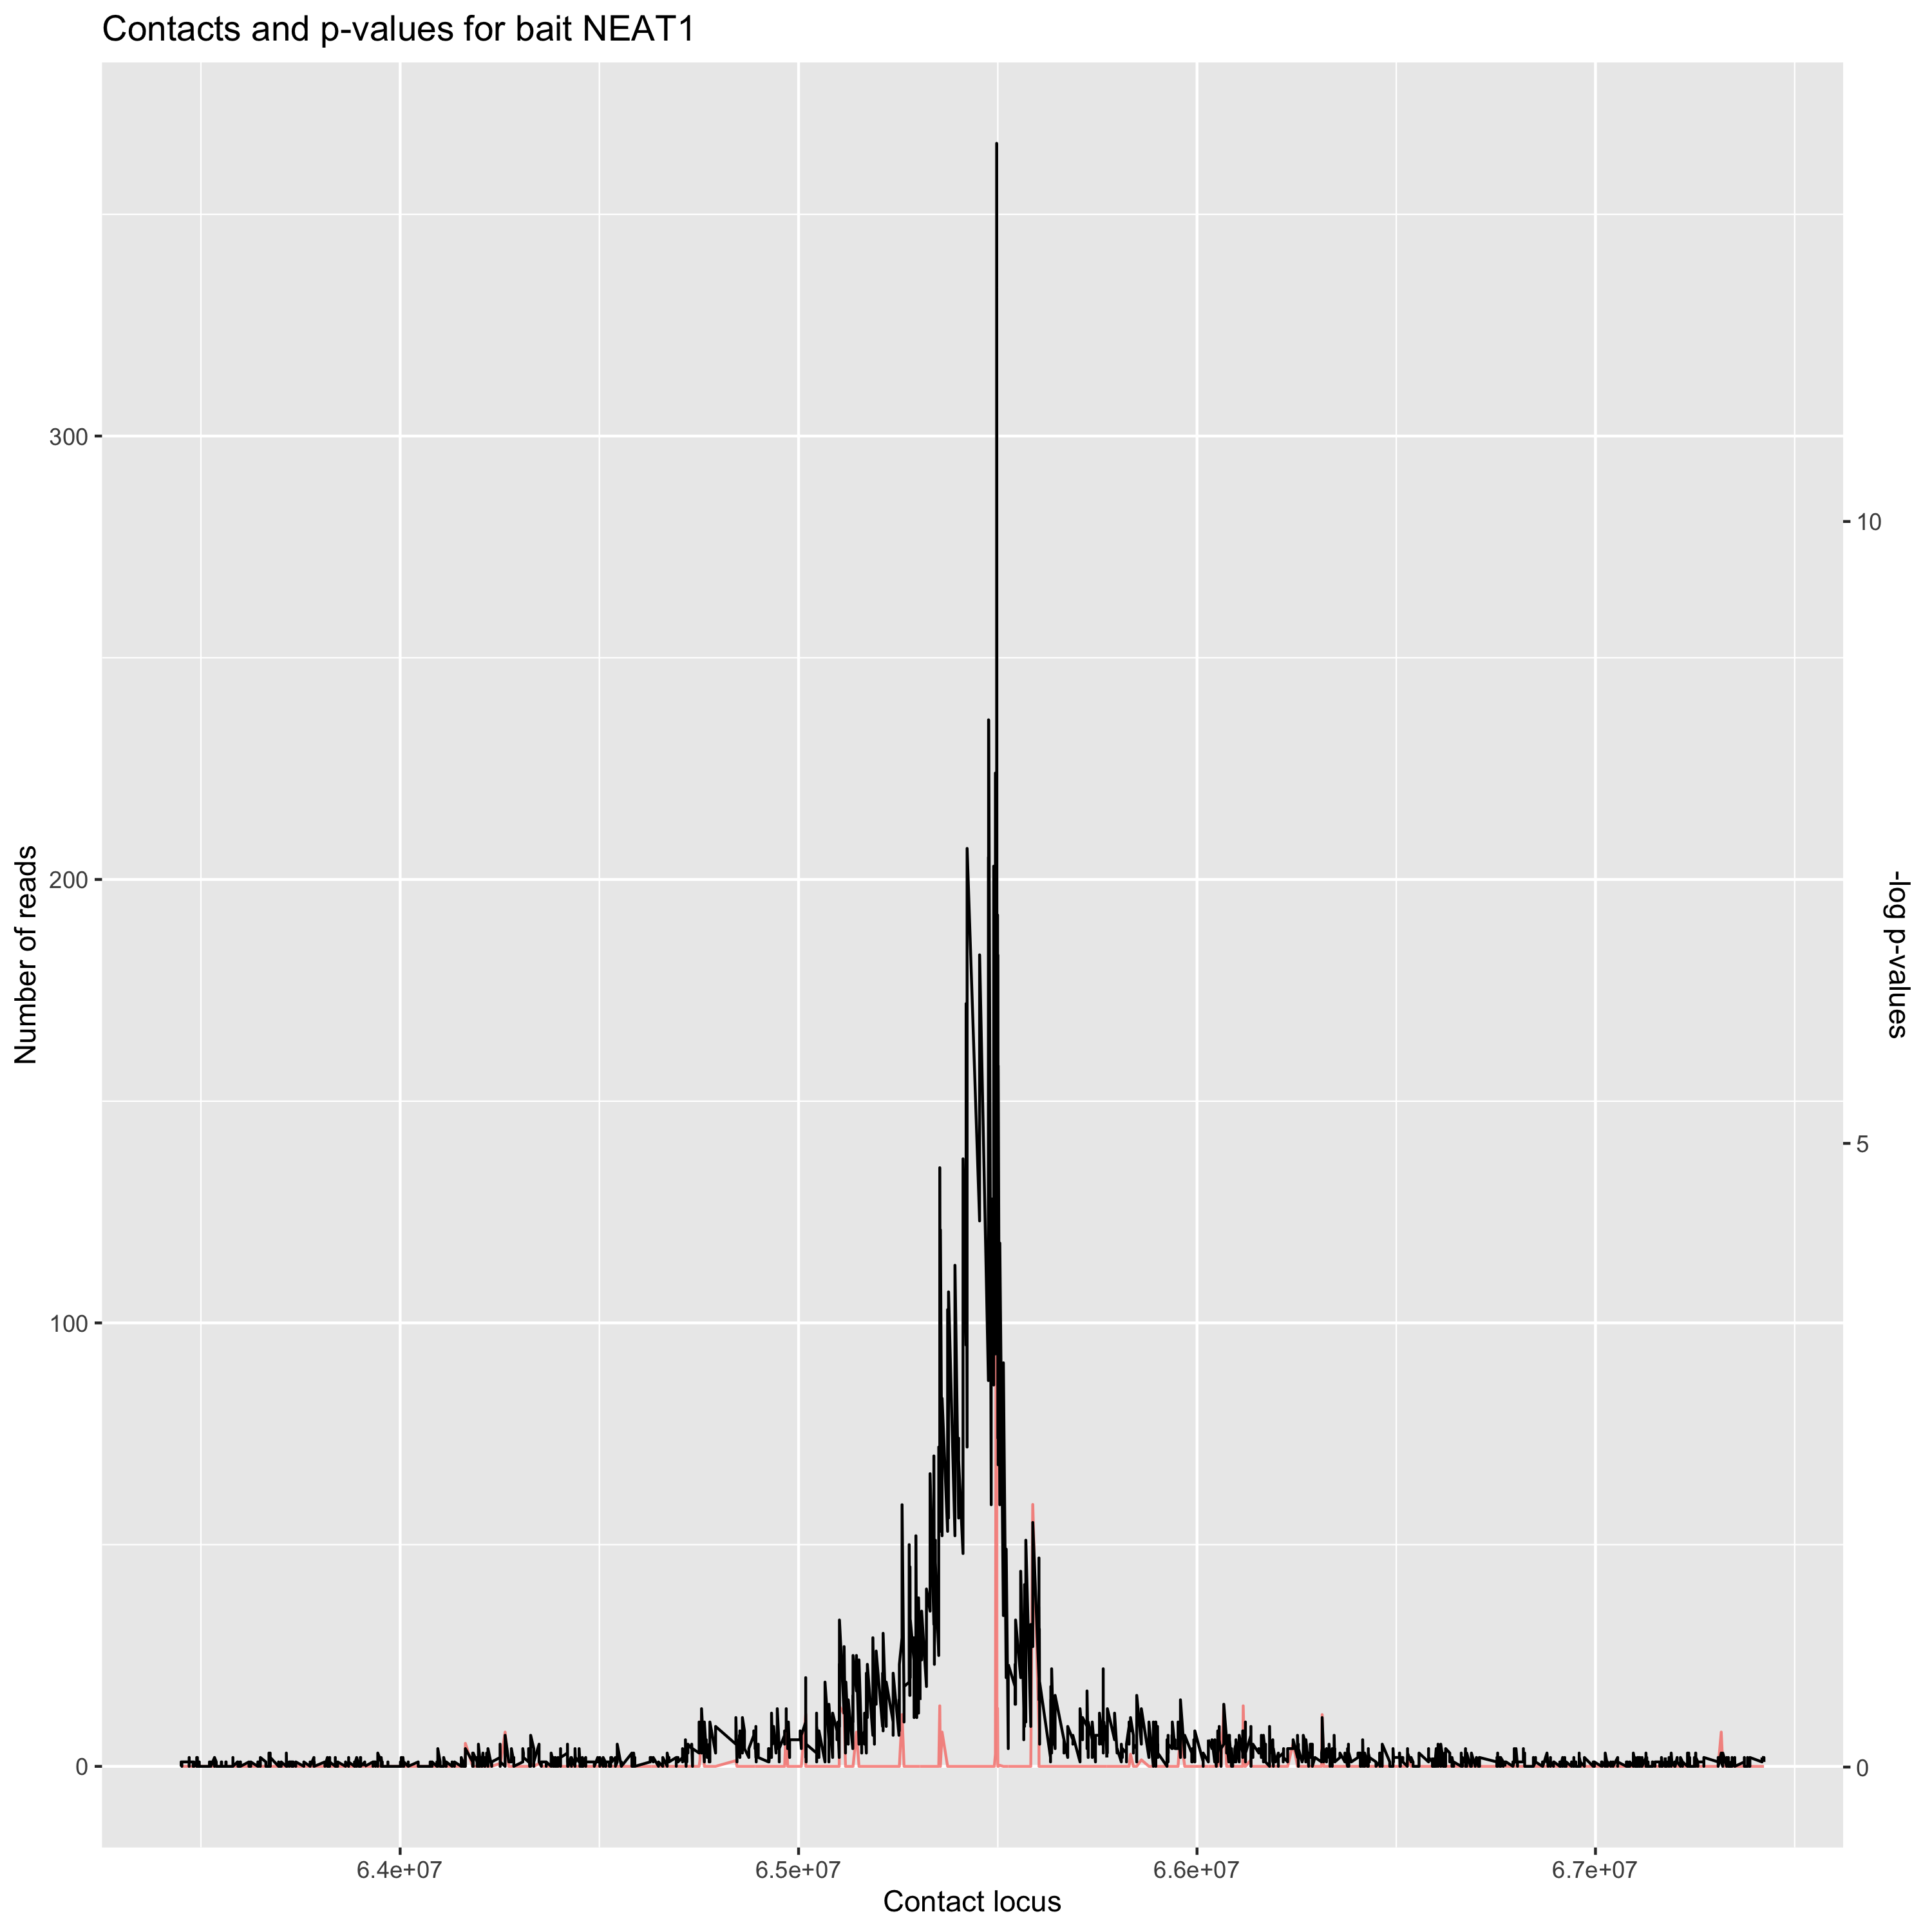 Contacts and p-values for bait NEAT1
300
200
100
0
Number of reads
10
5
0
-log p-values
6.4e+07
6.5e+07
6.6e+07
6.7e+07
Contact locus